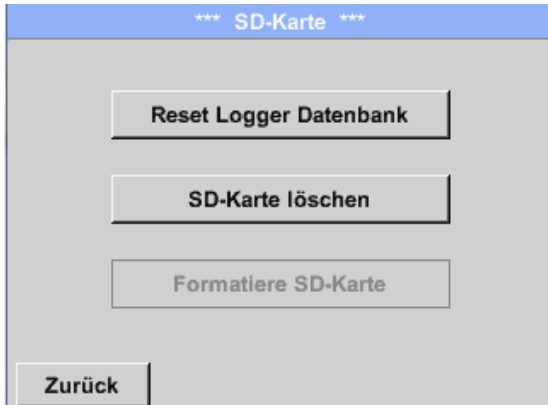 *** SD-Karte ***
Reset Logger Datenbank
SD-Karte löschen
Formatiere SD-Karte
Zurück